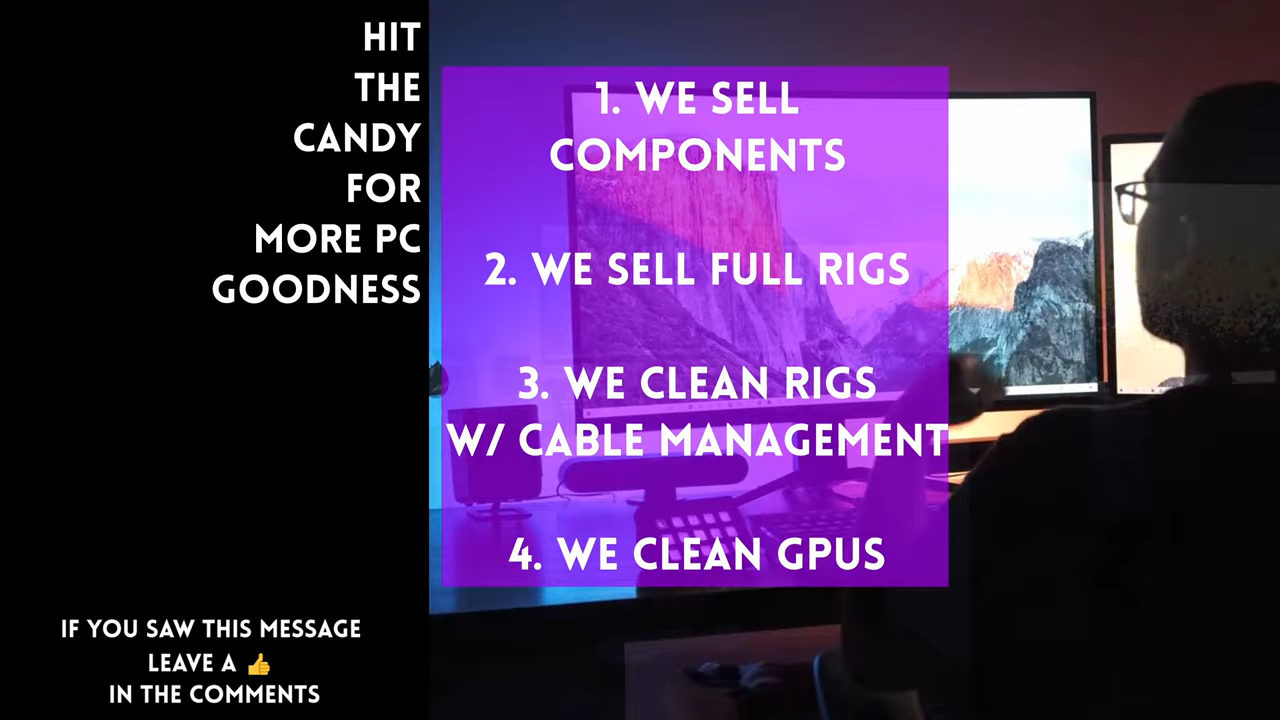 HIT
THE
CANDY
FOR
MORE PC
GOODNESS
1. WE SELL
COMPONENTS
2. WE SELL FULL RIGS
3. WE CLEAN RIGS
W/ CABLE MANAGEMENT
4. WE CLEAN GPUS
IF YOU SAW THIS MESSAGE
LEAVE A 👍
IN THE COMMENTS